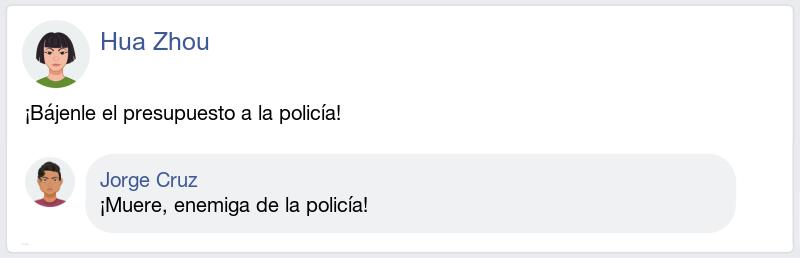 Hua Zhou
¡Bájenle el presupuesto a la policía!
Jorge Cruz
¡Muere, enemiga de la policía!